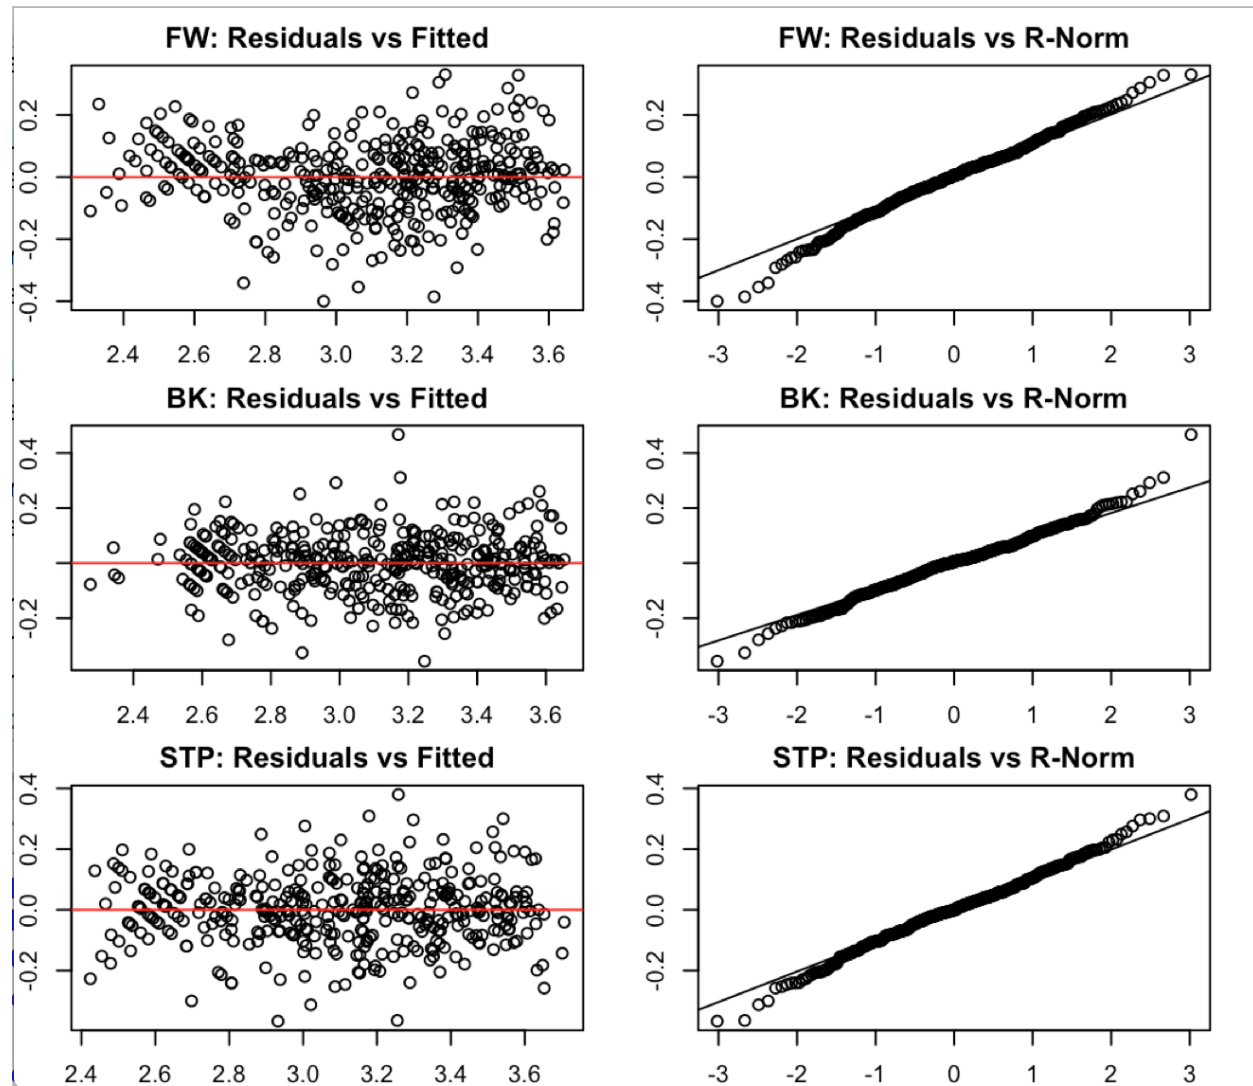 FW: Residuals vs Fitted
FW: Residuals vs R-Norm
0.2
0.0
-0.2
-0.4
2.4 2.6 2.8 3.0 3.2 3.4 3.6
0.2
0.0
-0.2
-0.4
-3 -2 -1 0 1 2 3
BK: Residuals vs Fitted
BK: Residuals vs R-Norm
0.4
0.2
-0.2
2.4 2.6 2.8 3.0 3.2 3.4 3.6
0.4
0.2
-0.2
-3 -2 -1 0 1 2 3
STP: Residuals vs Fitted
STP: Residuals vs R-Norm
0.4
0.2
0.0
-0.2
2.4 2.6 2.8 3.0 3.2 3.4 3.6
0.4
0.2
0.0
-0.2
-3 -2 -1 0 1 2 3